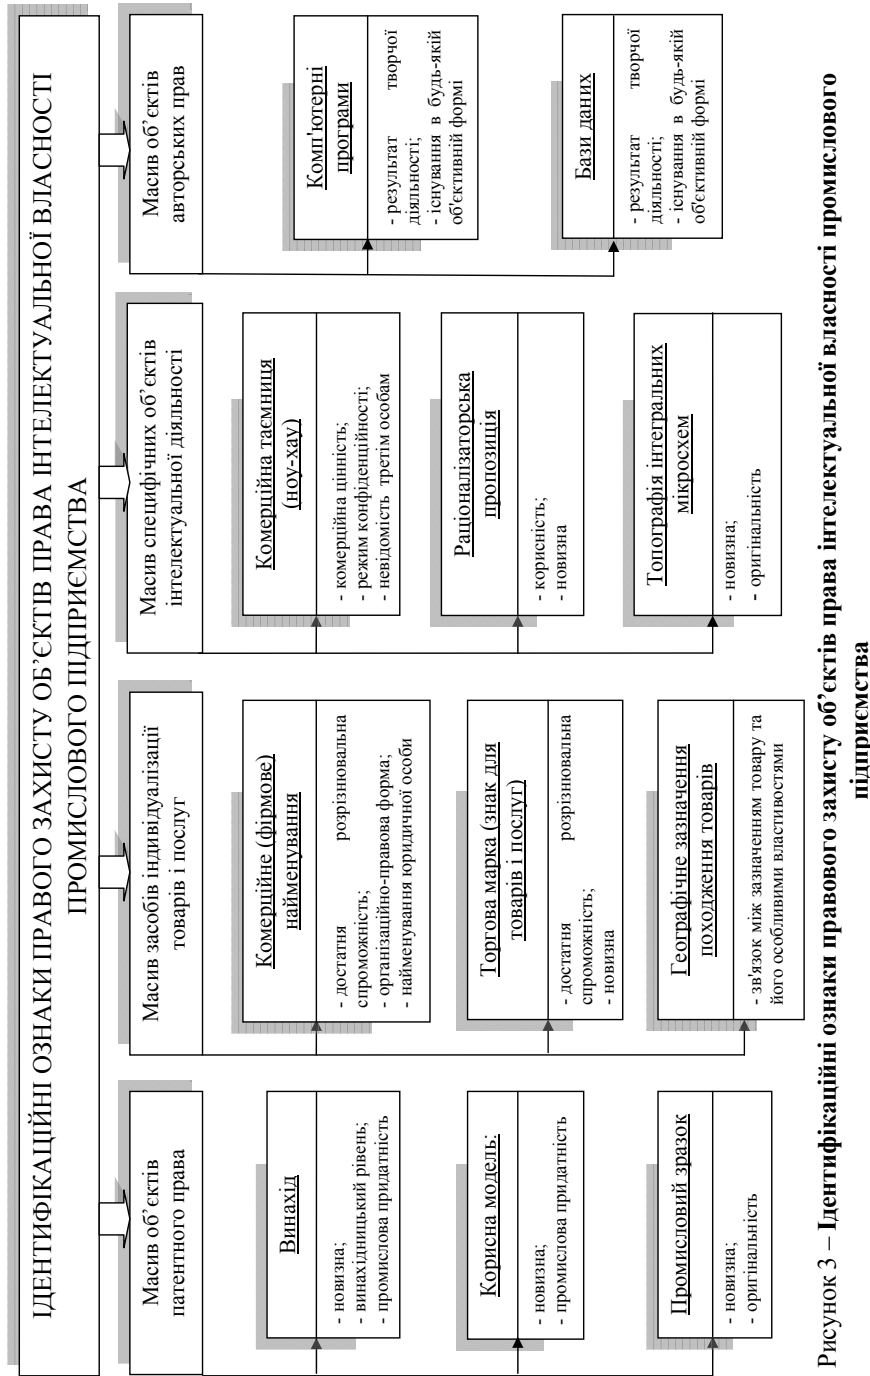 ІДЕНТИФІКАЦІЙНІ ОЗНАКИ ПРАВОГО ЗАХИСТУ ОБ’ЄКТІВ ПРАВА ІНТЕЛЕКТУАЛЬНОЇ ВЛАСНОСТІ
ПРОМИСЛОВОГО ПІДПРИЄМСТВА
Масив об’єктів
патентного права
Винахід
- новизна;
- винахідницький рівень;
- промислова придатність
Корисна модель:
- новизна;
- промислова придатність
Промисловий зразок
- новизна;
- оригінальність
Масив засобів індивідуалізації
товарів і послуг
Комерційне (фірмове)
найменування
- достатня розрізнювальна
спроможність;
- організаційно-правова форма;
- найменування юридичної особи
Торгова марка (знак для
товарів і послуг)
- достатня розрізнювальна
спроможність;
- новизна
Географічне зазначення
походження товарів
- зв'язок між зазначенням товару та
його особливими властивостями
Масив специфічних об’єктів
інтелектуальної діяльності
Комерційна таємниця
(ноу-хау)
- комерційна цінність;
- режим конфіденційності;
- невідомість третім особам
Раціоналізаторська
пропозиція
- корисність;
- новизна
Топографія інтегральних
мікросхем
- новизна;
- оригінальність
Масив об’єктів
авторських прав
Комп'ютерні
програми
- результат творчої
діяльності;
- існування в будь-якій
об'єктивній формі
Бази даних
- результат творчої
діяльності;
- існування в будь-якій
об'єктивній формі
Рисунок 3 – Ідентифікаційні ознаки правового захисту об’єктів права інтелектуальної власності промислового
підприємства